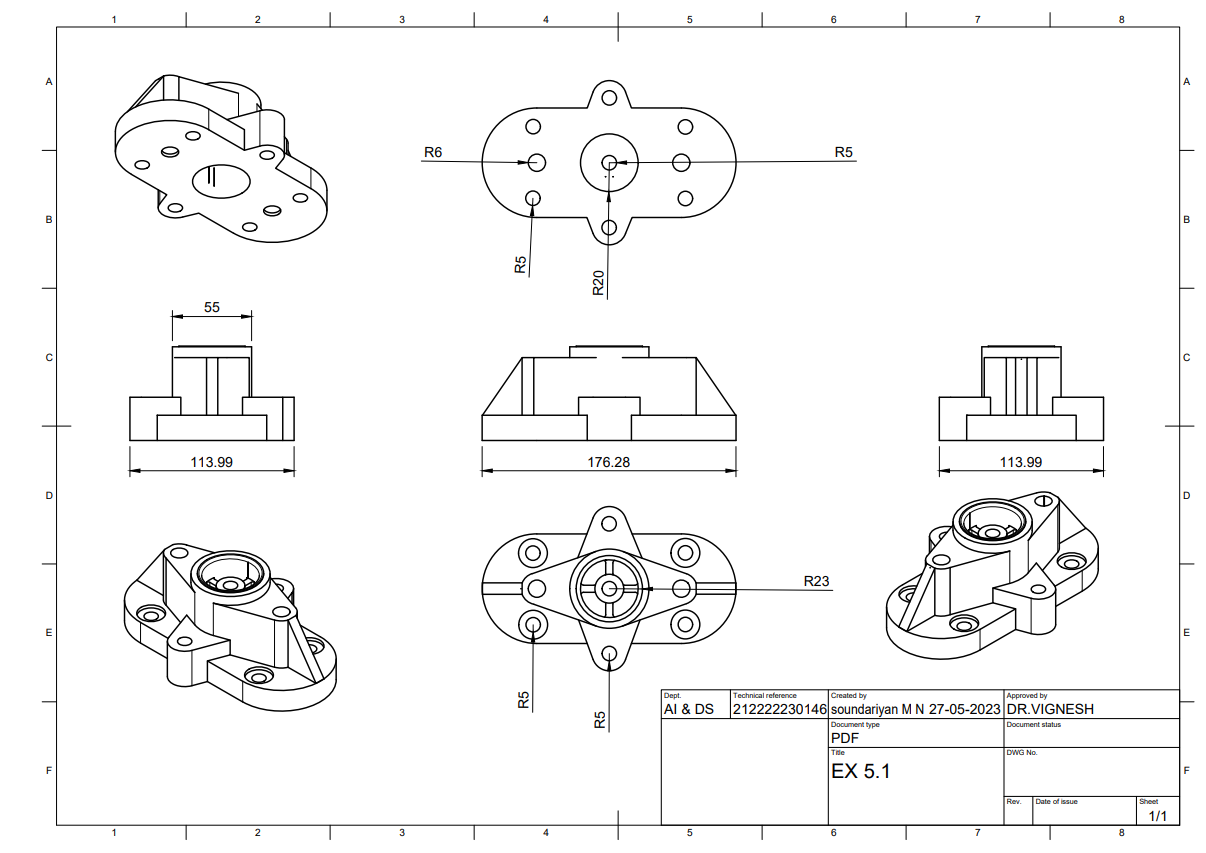 1 2 3 4 5 6 7 8
A A
R6 R5
B B
R5 R20
55
C C
113.99 176.28 113.99
D D
R23
E E
R5 R5
Dept. Technical reference Created by Approved by
AI & DS 212222230146 soundariyan M N 27-05-2023 DR.VIGNESH
Document type Document status
PDF
Title DWG No.
EX 5.1
F F
Rev. Date of issue Sheet
1/1
1 2 3 4 5 6 7 8